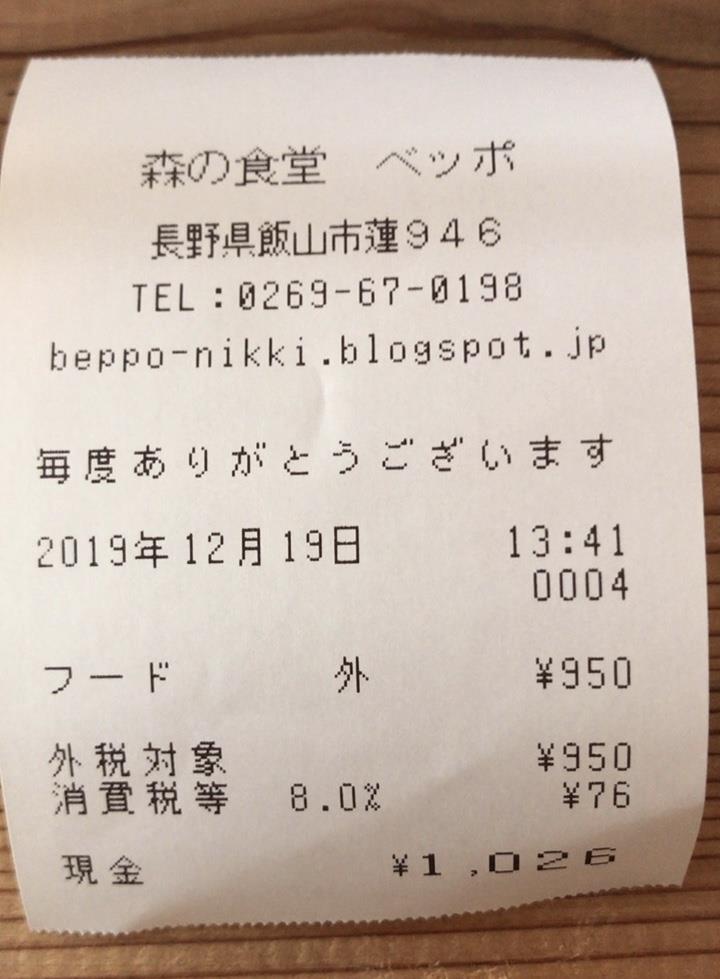 森の食堂　ベッポ
長野県飯山市蓮９４６
TEL：0269-67-0198
beppo-nikki.blogspot.jp
毎度ありがとうございます
2019年12月19日 13:41
0004
フード 外 ¥950
外税対象 ¥950
消費税等 8.0% ¥76
現金 ¥1,026